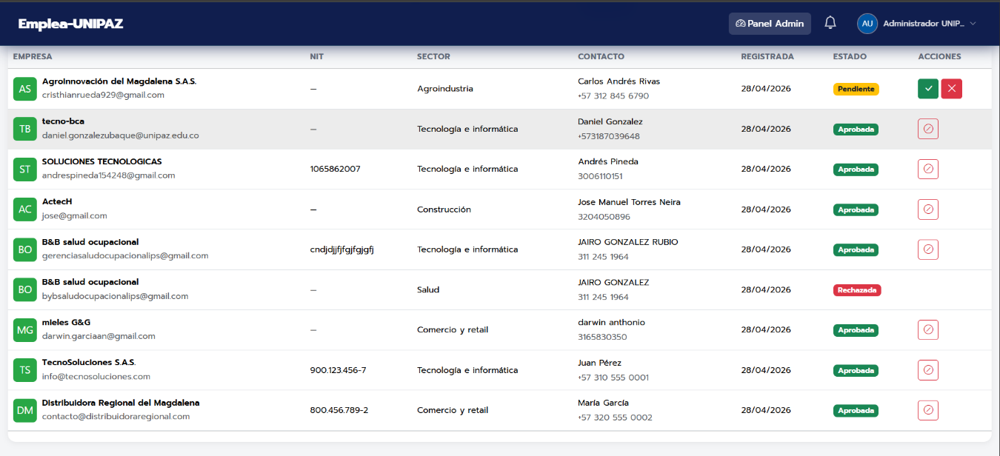 Emplea-UNIPAZ
Panel Admin
AU
Administrador UNIP...
EMPRESA NIT SECTOR CONTACTO REGISTRADA ESTADO ACCIONES
AS AgroInnovación del Magdalena S.A.S. — Agroindustria Carlos Andrés Rivas 28/04/2026 Pendiente
cristhianrueda929@gmail.com +57 312 845 6790
TB tecno-bca — Tecnología e informática Daniel Gonzalez 28/04/2026 Aprobada
daniel.gonzalezubaque@unipaz.edu.co +573187039648
ST SOLUCIONES TECNOLOGICAS 1065862007 Tecnología e informática Andrés Pineda 28/04/2026 Aprobada
andrespineda154248@gmail.com 3006110151
AC ActecH — Construcción Jose Manuel Torres Neira 28/04/2026 Aprobada
jose@gmail.com 3204050896
BO B&B salud ocupacional cndjdjjfjfgjfgjgfj Tecnología e informática JAIRO GONZALEZ RUBIO 28/04/2026 Aprobada
gerenciasaludocupacionalips@gmail.com 311 245 1964
BO B&B salud ocupacional — Salud JAIRO GONZALEZ 28/04/2026 Rechazada
bybsaludocupacionalips@gmail.com 311 245 1964
MG mieles G&G — Comercio y retail darwin anthonio 28/04/2026 Aprobada
darwin.garciaan@gmail.com 3165830350
TS TecnoSoluciones S.A.S. 900.123.456-7 Tecnología e informática Juan Pérez 28/04/2026 Aprobada
info@tecnosoluciones.com +57 310 555 0001
DM Distribuidora Regional del Magdalena 800.456.789-2 Comercio y retail María García 28/04/2026 Aprobada
contacto@distribuidoraregional.com +57 320 555 0002